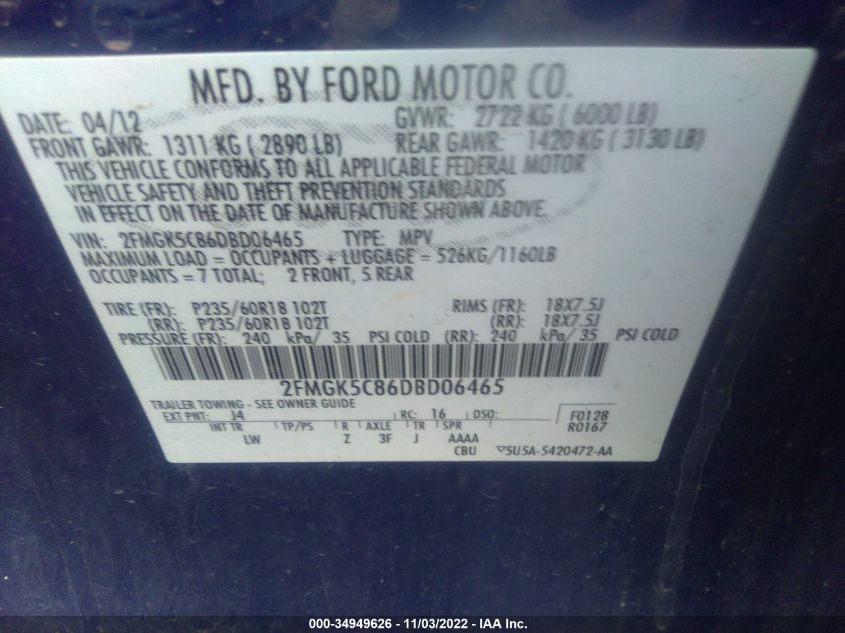 MFD. BY FORD MOTOR CO.
DATE: 04/12 GVWR: 2722 KG ( 6000 LB)
FRONT GAWR: 1311 KG ( 2890 LB) REAR GAWR: 1420 KG ( 3130 LB)
THIS VEHICLE CONFORMS TO ALL APPLICABLE FEDERAL MOTOR
VEHICLE SAFETY AND THEFT PREVENTION STANDARDS
IN EFFECT ON THE DATE OF MANUFACTURE SHOWN ABOVE.
VIN: 2FMGK5C86DBD06465 TYPE: MPV
MAXIMUM LOAD = OCCUPANTS + LUGGAGE = 526KG/1160LB
OCCUPANTS = 7 TOTAL; 2 FRONT, 5 REAR
TIRE (FR): P235/60R18 102T RIMS (FR): 18X7.5J
(RR): P235/60R18 102T (RR): 18X7.5J
PRESSURE (FR): 240 kPa/ 35 PSI COLD (RR): 240 kPa/ 35 PSI COLD
2FMGK5C86DBD06465
TRAILER TOWING - SEE OWNER GUIDE
EXT PNT: J4 RC: 16 DSO: F0128
INT TR TP/PS R AXLE TR SPR R0167
LW Z 3F J AAAA
CBU ▽5U5A-5420472-AA
000-34949626 - 11/03/2022 - IAA Inc.